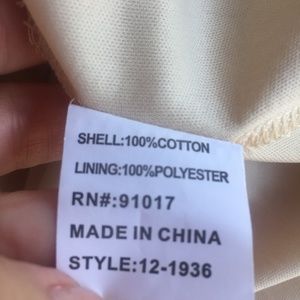 SHELL:100%COTTON
LINING:100%POLYESTER
RN#:91017
MADE IN CHINA
STYLE:12-1936